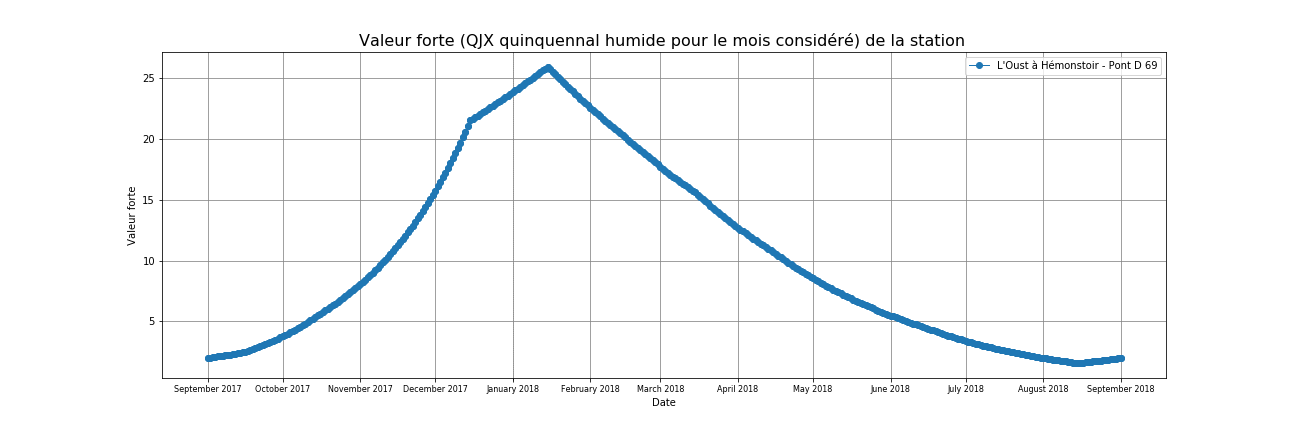 Valeur forte (QJX quinquennal humide pour le mois considéré) de la station
L'Oust à Hémonstoir - Pont D 69
Valeur forte
25
20
15
10
5
September 2017 October 2017 November 2017 December 2017 January 2018 February 2018 March 2018 April 2018 May 2018 June 2018 July 2018 August 2018 September 2018
Date